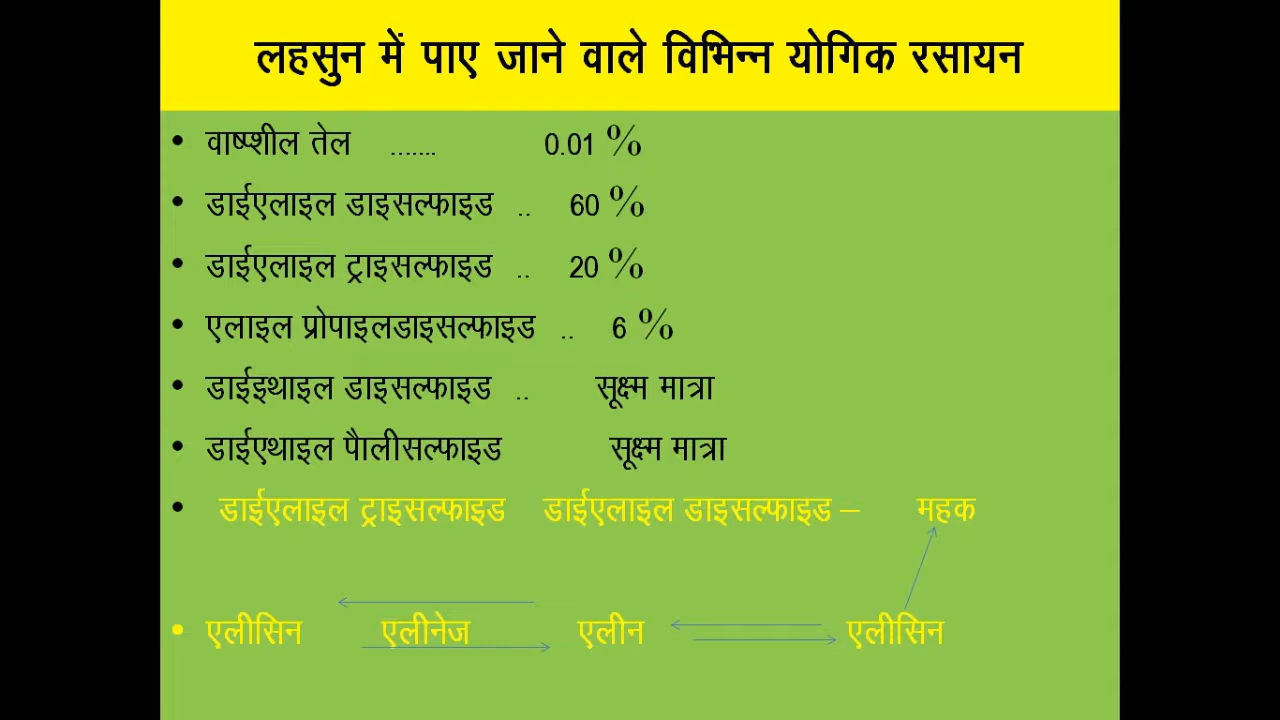 लहसुन में पाए जाने वाले विभिन्न योगिक रसायन
• वाष्पशील तेल ....... 0.01 %
• डाईएलाइल डाइसल्फाइड .. 60 %
• डाईएलाइल ट्राइसल्फाइड .. 20 %
• एलाइल प्रोपाइलडाइसल्फाइड .. 6 %
• डाईइथाइल डाइसल्फाइड .. सूक्ष्म मात्रा
• डाईएथाइल पैालीसल्फाइड सूक्ष्म मात्रा
• डाईएलाइल ट्राइसल्फाइड डाईएलाइल डाइसल्फाइड – महक
• एलीसिन एलीनेज एलीन एलीसिन